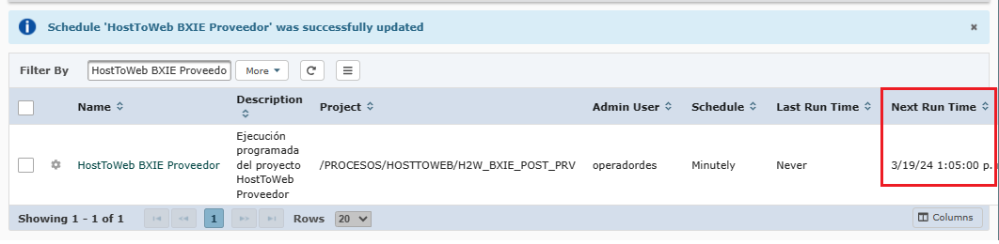 Schedule 'HostToWeb BXIE Proveedor' was successfully updated
Filter By HostToWeb BXIE Proveedo More
Name Description Project Admin User Schedule Last Run Time Next Run Time
HostToWeb BXIE Proveedor Ejecución programada del proyecto HostToWeb Proveedor /PROCESOS/HOSTTOWEB/H2W_BXIE_POST_PRV operadordes Minutely Never 3/19/24 1:05:00 p.
Showing 1 - 1 of 1 1 Rows 20 Columns